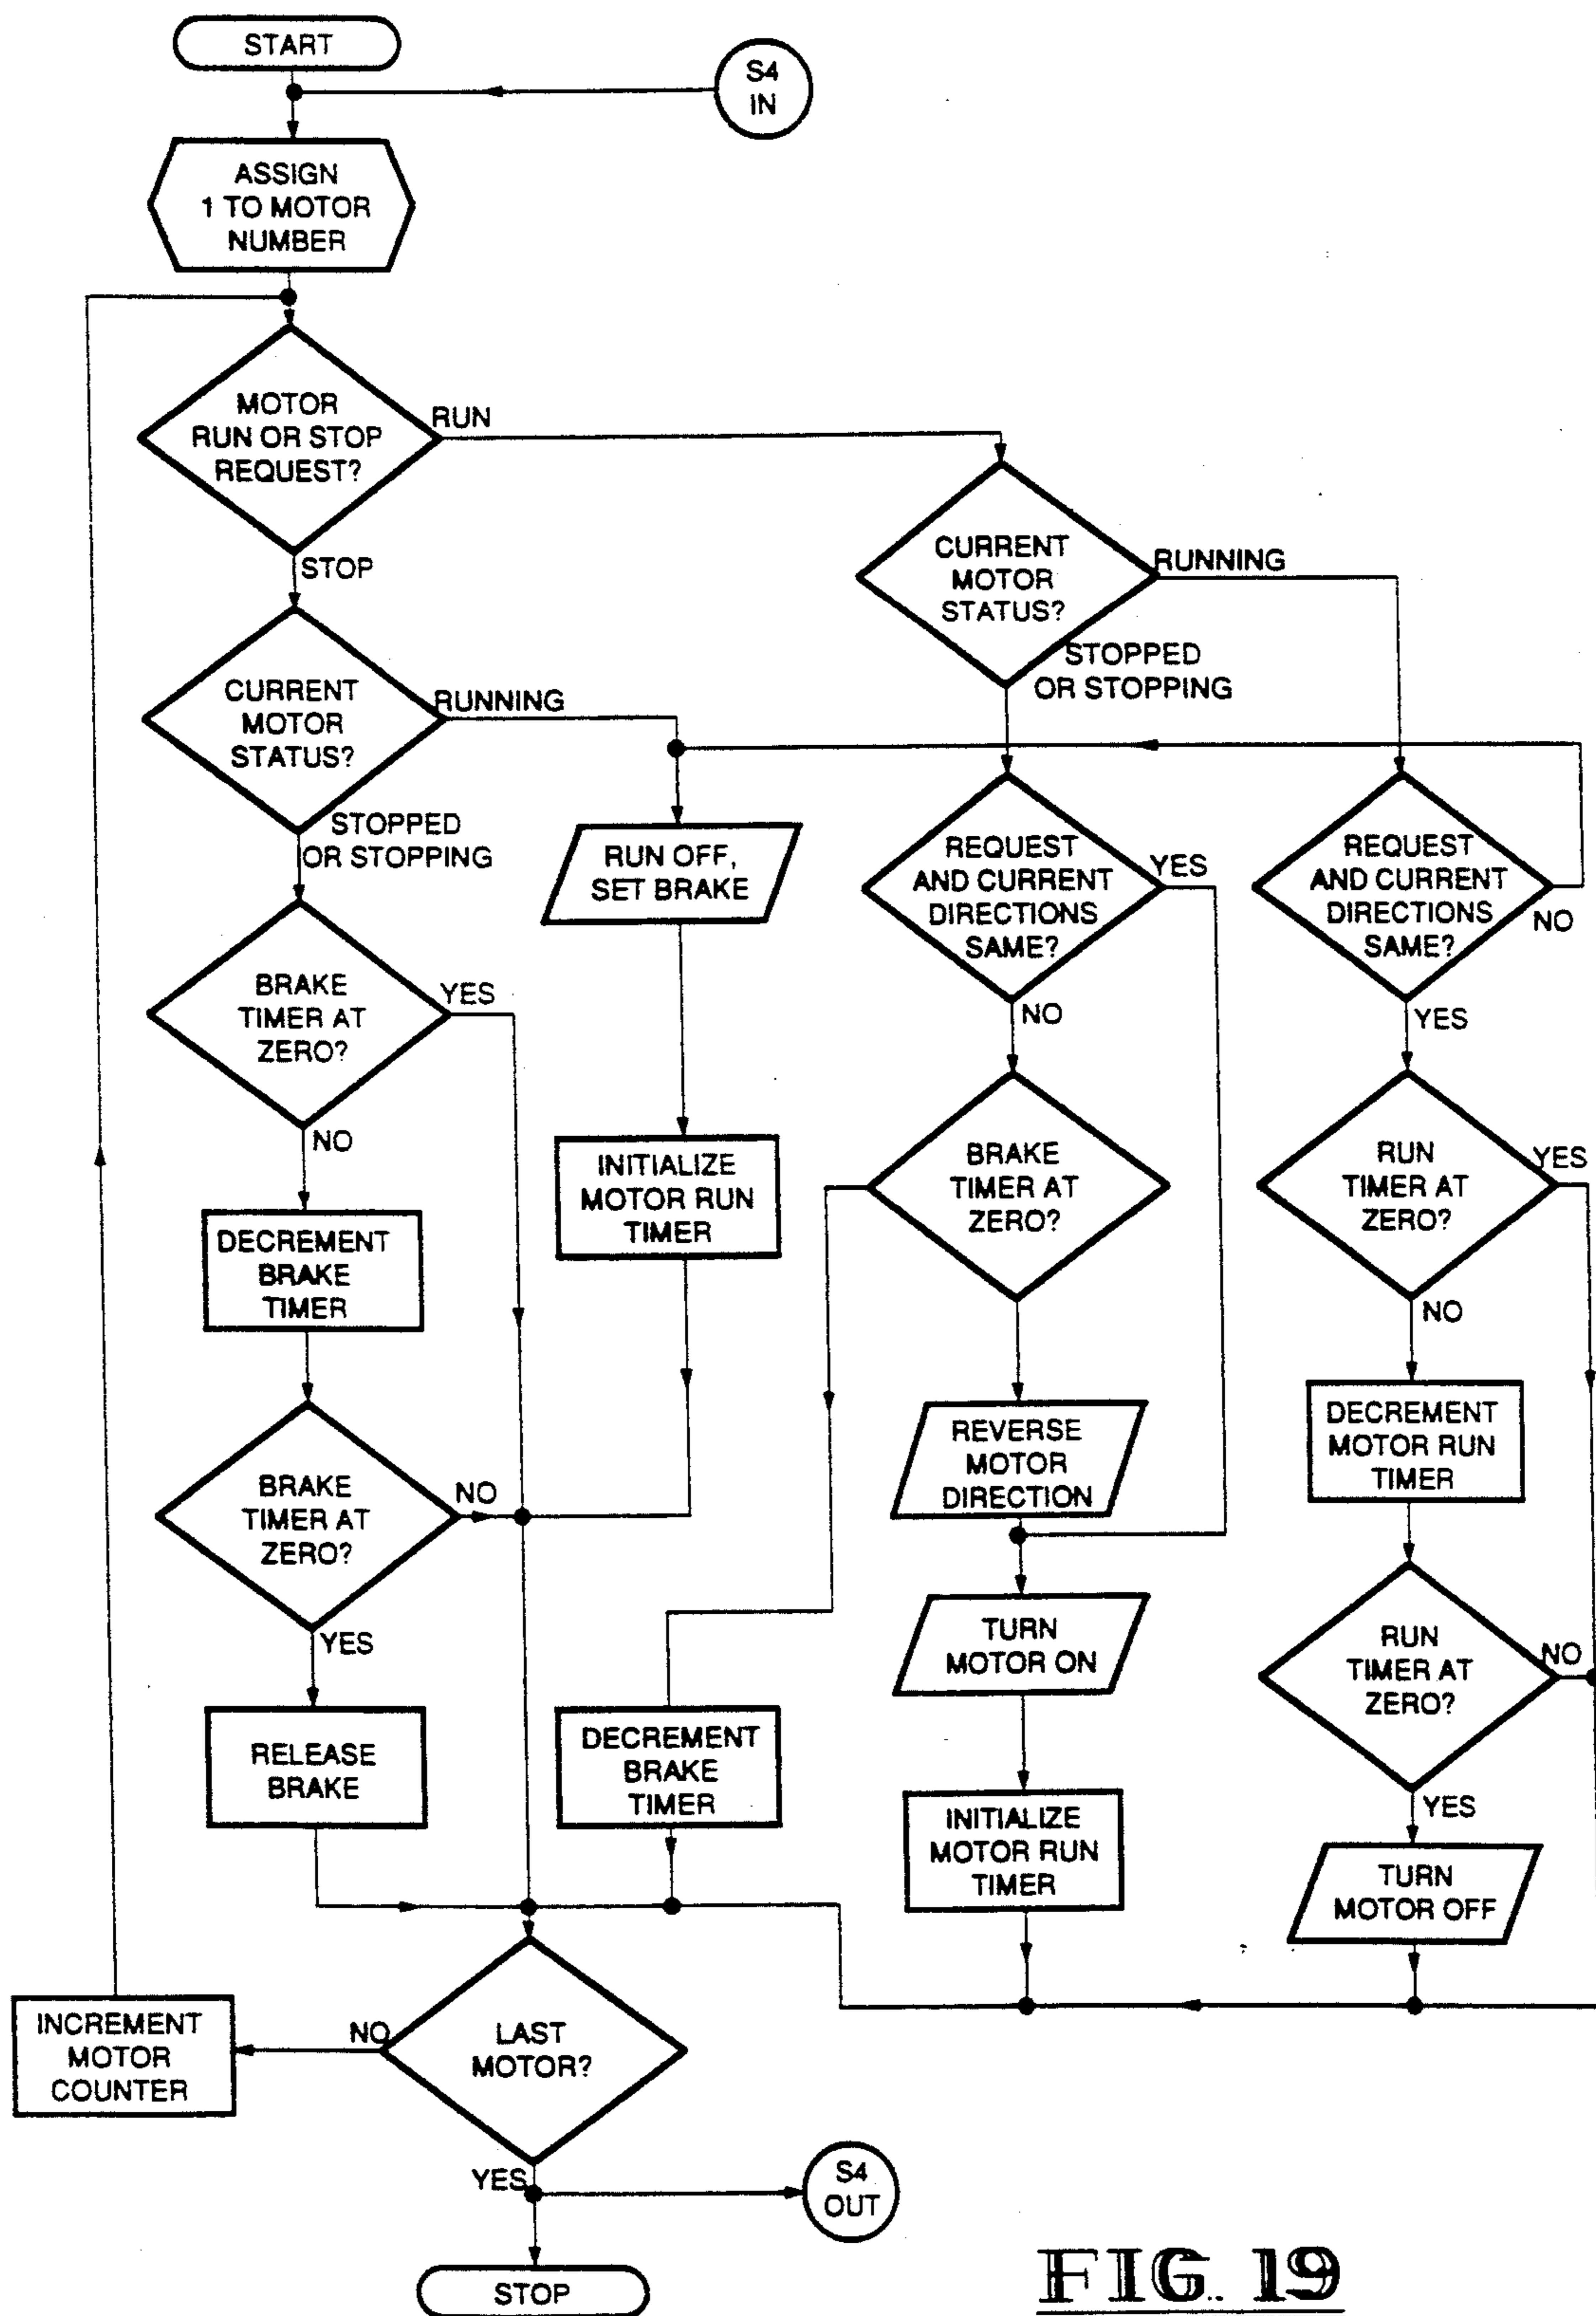 START
S4
IN
ASSIGN
1 TO MOTOR
NUMBER
MOTOR
RUN OR STOP
REQUEST?
RUN
STOP
CURRENT
MOTOR
STATUS?
RUNNING
STOPPED
OR STOPPING
CURRENT
MOTOR
STATUS?
RUNNING
STOPPED
OR STOPPING
RUN OFF,
SET BRAKE
REQUEST
AND CURRENT
DIRECTIONS
SAME?
YES
NO
REQUEST
AND CURRENT
DIRECTIONS
SAME?
NO
YES
BRAKE
TIMER AT
ZERO?
YES
NO
INITIALIZE
MOTOR RUN
TIMER
BRAKE
TIMER AT
ZERO?
RUN
TIMER AT
ZERO?
YES
NO
DECREMENT
BRAKE
TIMER
REVERSE
MOTOR
DIRECTION
DECREMENT
MOTOR RUN
TIMER
BRAKE
TIMER AT
ZERO?
NO
YES
TURN
MOTOR ON
RUN
TIMER AT
ZERO?
NO
YES
RELEASE
BRAKE
DECREMENT
BRAKE
TIMER
INITIALIZE
MOTOR RUN
TIMER
TURN
MOTOR OFF
INCREMENT
MOTOR
COUNTER
NO
LAST
MOTOR?
YES
S4
OUT
STOP
FIG. 19